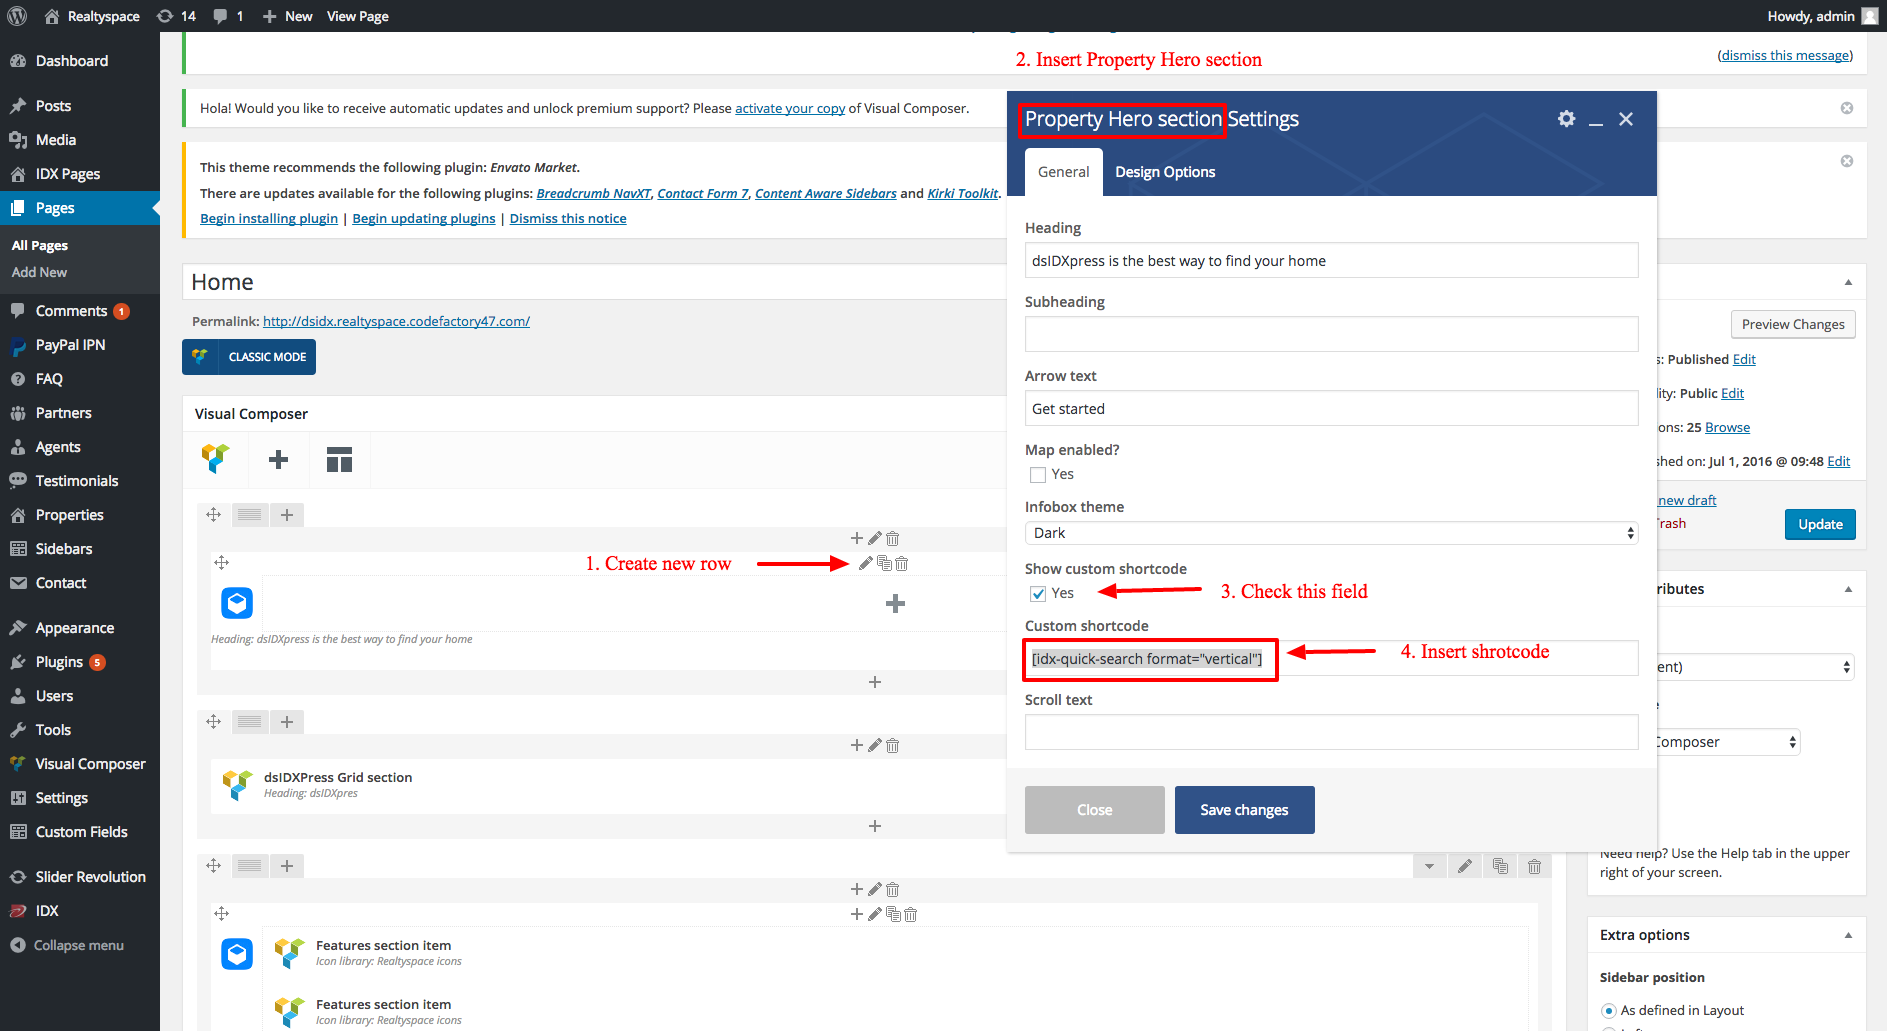 Realtyspace 14 1 New View Page Howdy, admin
Dashboard
Posts
Media
IDX Pages
Pages
All Pages
Add New
Comments 1
PayPal IPN
FAQ
Partners
Agents
Testimonials
Properties
Sidebars
Contact
Appearance
Plugins 5
Users
Tools
Visual Composer
Settings
Custom Fields
Slider Revolution
IDX
Collapse menu
2. Insert Property Hero section
(dismiss this message)
Hola! Would you like to receive automatic updates and unlock premium support? Please activate your copy of Visual Composer.
This theme recommends the following plugin: Envato Market.
There are updates available for the following plugins: Breadcrumb NavXT, Contact Form 7, Content Aware Sidebars and Kirki Toolkit.
Begin installing plugin | Begin updating plugins | Dismiss this notice
Home
Permalink: http://dsidx.realtyspace.codefactory47.com/
CLASSIC MODE
Visual Composer
1. Create new row
Heading: dsIDXpress is the best way to find your home
dsIDXPress Grid section
Heading: dsIDXpres
Features section item
Icon library: Realtyspace icons
Features section item
Icon library: Realtyspace icons
Property Hero section Settings
General Design Options
Heading
dsIDXpress is the best way to find your home
Subheading
Arrow text
Get started
Map enabled?
Yes
Infobox theme
Dark
Show custom shortcode
Yes
3. Check this field
Custom shortcode
[idx-quick-search format="vertical"]
4. Insert shrotcode
Scroll text
Close Save changes
Preview Changes
s: Published Edit
lity: Public Edit
ons: 25 Browse
shed on: Jul 1, 2016 @ 09:48 Edit
new draft
Trash
Update
ributes
ent)
e
Composer
Need help? Use the Help tab in the upper
right of your screen.
Extra options
Sidebar position
As defined in Layout